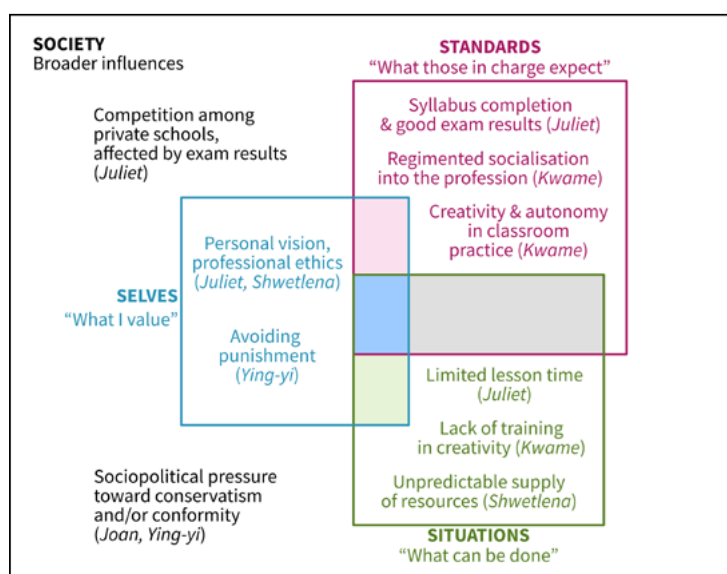 SOCIETY
Broader influences
STANDARDS
“What those in charge expect”
Competition among
private schools,
affected by exam results
(Juliet)
Syllabus completion
& good exam results (Juliet)
Regimented socialisation
into the profession (Kwame)
Creativity & autonomy
in classroom
practice (Kwame)
Personal vision,
professional ethics
(Juliet, Shwetlena)
SELVES
“What I value”
Avoiding
punishment
(Ying-yi)
Limited lesson time
(Juliet)
Lack of training
in creativity (Kwame)
Unpredictable supply
of resources (Shwetlena)
Sociopolitical pressure
toward conservatism
and/or conformity
(Joan, Ying-yi)
SITUATIONS
“What can be done”